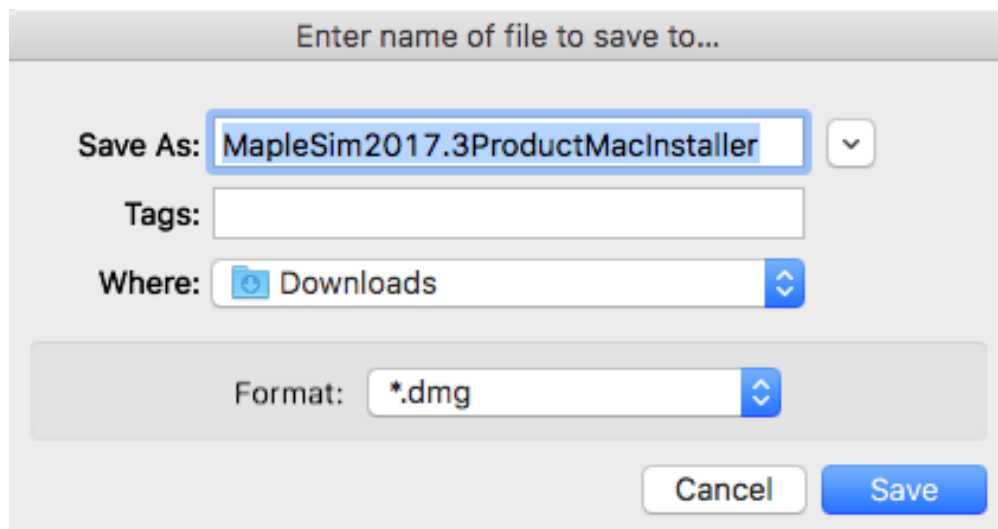 Enter name of file to save to...
Save As: MapleSim2017.3ProductMacInstaller
Tags:
Where: Downloads
Format: *.dmg
Cancel Save